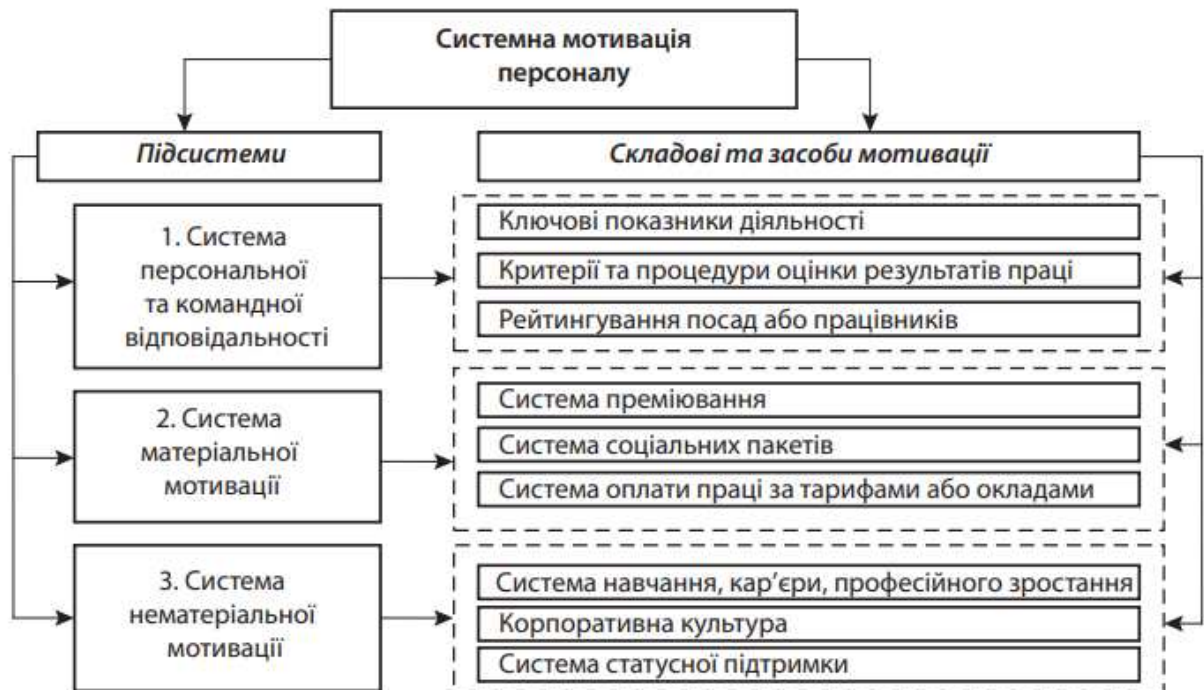 Системна мотивація
персоналу
Підсистеми
Складові та засоби мотивації
1. Система
персональної
та командної
відповідальності
Ключові показники діяльності
Критерії та процедури оцінки результатів праці
Рейтингування посад або працівників
2. Система
матеріальної
мотивації
Система преміювання
Система соціальних пакетів
Система оплати праці за тарифами або окладами
3. Система
нематеріальної
мотивації
Система навчання, кар’єри, професійного зростання
Корпоративна культура
Система статусної підтримки